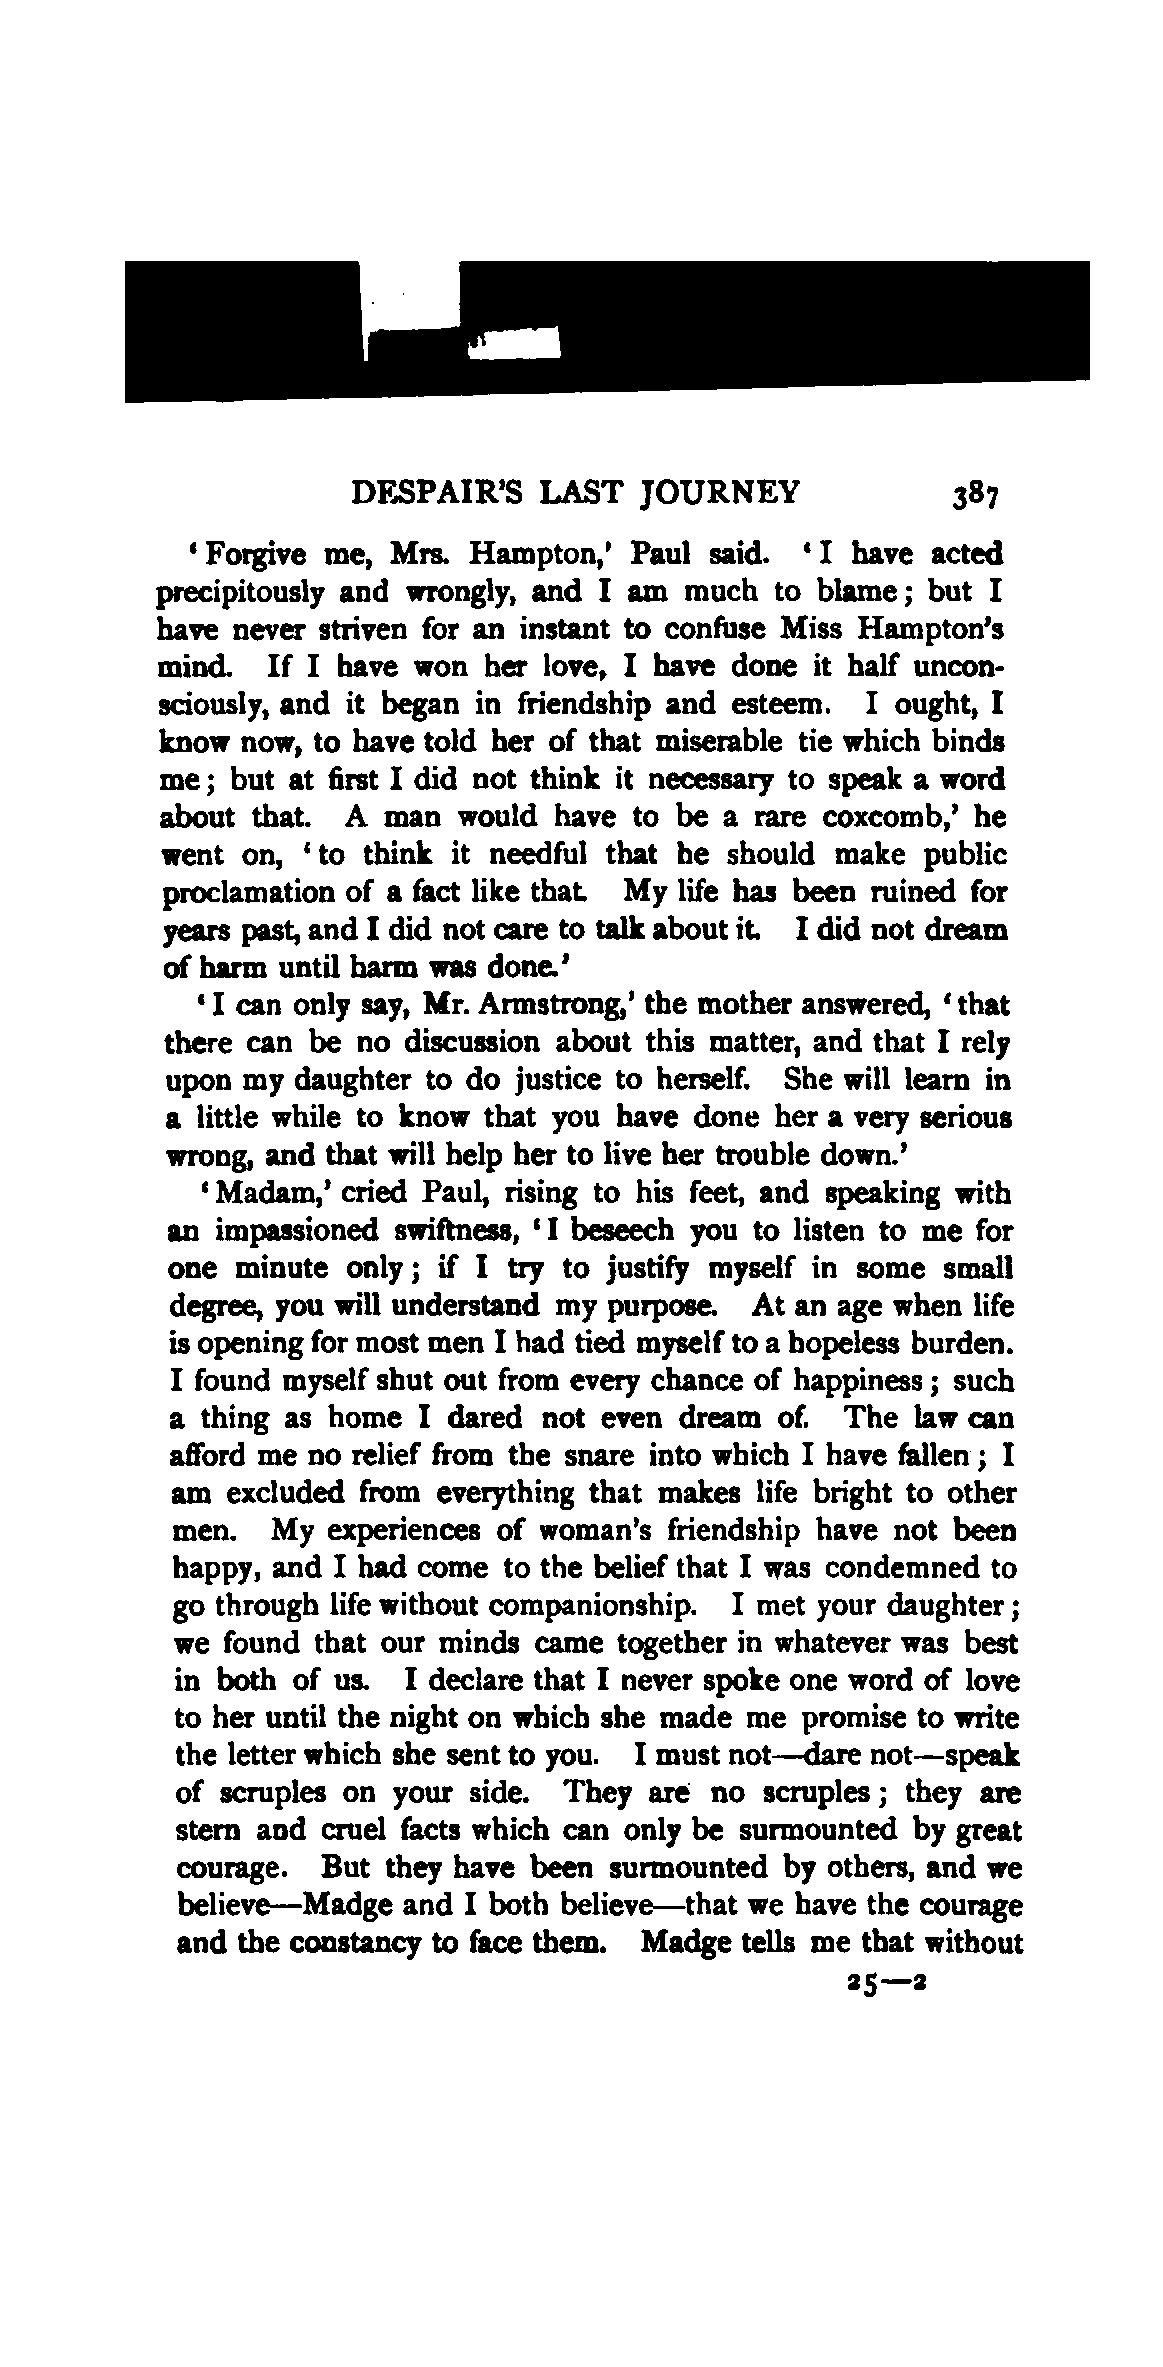 DESPAIR'S LAST JOURNEY 387
‘Forgive me, Mrs. Hampton,’ Paul said. ‘I have acted
precipitously and wrongly, and I am much to blame; but I
have never striven for an instant to confuse Miss Hampton's
mind. If I have won her love, I have done it half uncon-
sciously, and it began in friendship and esteem. I ought, I
know now, to have told her of that miserable tie which binds
me; but at first I did not think it necessary to speak a word
about that. A man would have to be a rare coxcomb,’ he
went on, ‘to think it needful that he should make public
proclamation of a fact like that. My life has been ruined for
years past, and I did not care to talk about it. I did not dream
of harm until harm was done.’
‘I can only say, Mr. Armstrong,’ the mother answered, ‘that
there can be no discussion about this matter, and that I rely
upon my daughter to do justice to herself. She will learn in
a little while to know that you have done her a very serious
wrong, and that will help her to live her trouble down.’
‘Madam,’ cried Paul, rising to his feet, and speaking with
an impassioned swiftness, ‘I beseech you to listen to me for
one minute only; if I try to justify myself in some small
degree, you will understand my purpose. At an age when life
is opening for most men I had tied myself to a hopeless burden.
I found myself shut out from every chance of happiness; such
a thing as home I dared not even dream of. The law can
afford me no relief from the snare into which I have fallen; I
am excluded from everything that makes life bright to other
men. My experiences of woman's friendship have not been
happy, and I had come to the belief that I was condemned to
go through life without companionship. I met your daughter;
we found that our minds came together in whatever was best
in both of us. I declare that I never spoke one word of love
to her until the night on which she made me promise to write
the letter which she sent to you. I must not—dare not—speak
of scruples on your side. They are no scruples; they are
stern and cruel facts which can only be surmounted by great
courage. But they have been surmounted by others, and we
believe—Madge and I both believe—that we have the courage
and the constancy to face them. Madge tells me that without
25—2